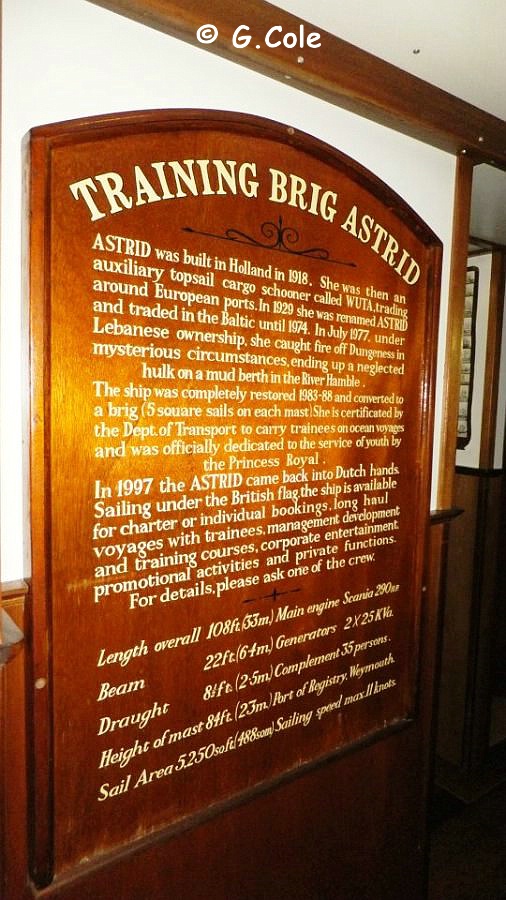 © G.Cole
TRAINING BRIG ASTRID
ASTRID was built in Holland in 1918. She was then an
auxiliary topsail cargo schooner called WUTA, trading
around European ports. In 1929 she was renamed ASTRID
and traded in the Baltic until 1974. In July 1977, under
Lebanese ownership, she caught fire off Dungeness in
mysterious circumstances, ending up a neglected
hulk on a mud berth in the River Hamble.
The ship was completely restored 1983-88 and converted to
a brig (5 square sails on each mast) She is certificated by
the Dept. of Transport to carry trainees on ocean voyages
and was officially dedicated to the service of youth by
the Princess Royal.
In 1997 the ASTRID came back into Dutch hands.
Sailing under the British flag, the ship is available
for charter or individual bookings, long haul
voyages with trainees, management development
and training courses, corporate entertainment,
promotional activities and private functions.
For details, please ask one of the crew.
Length overall 108ft.(33m.) Main engine Scania 290HP
Beam 22ft.(6·4m.) Generators 2 X 25 KVa.
Draught 8½ft. (2·5m.) Complement 35 persons.
Height of mast 84ft. (23m.) Port of Registry, Weymouth.
Sail Area 5,250 sq ft.(488sqm) Sailing speed max. 11 knots.